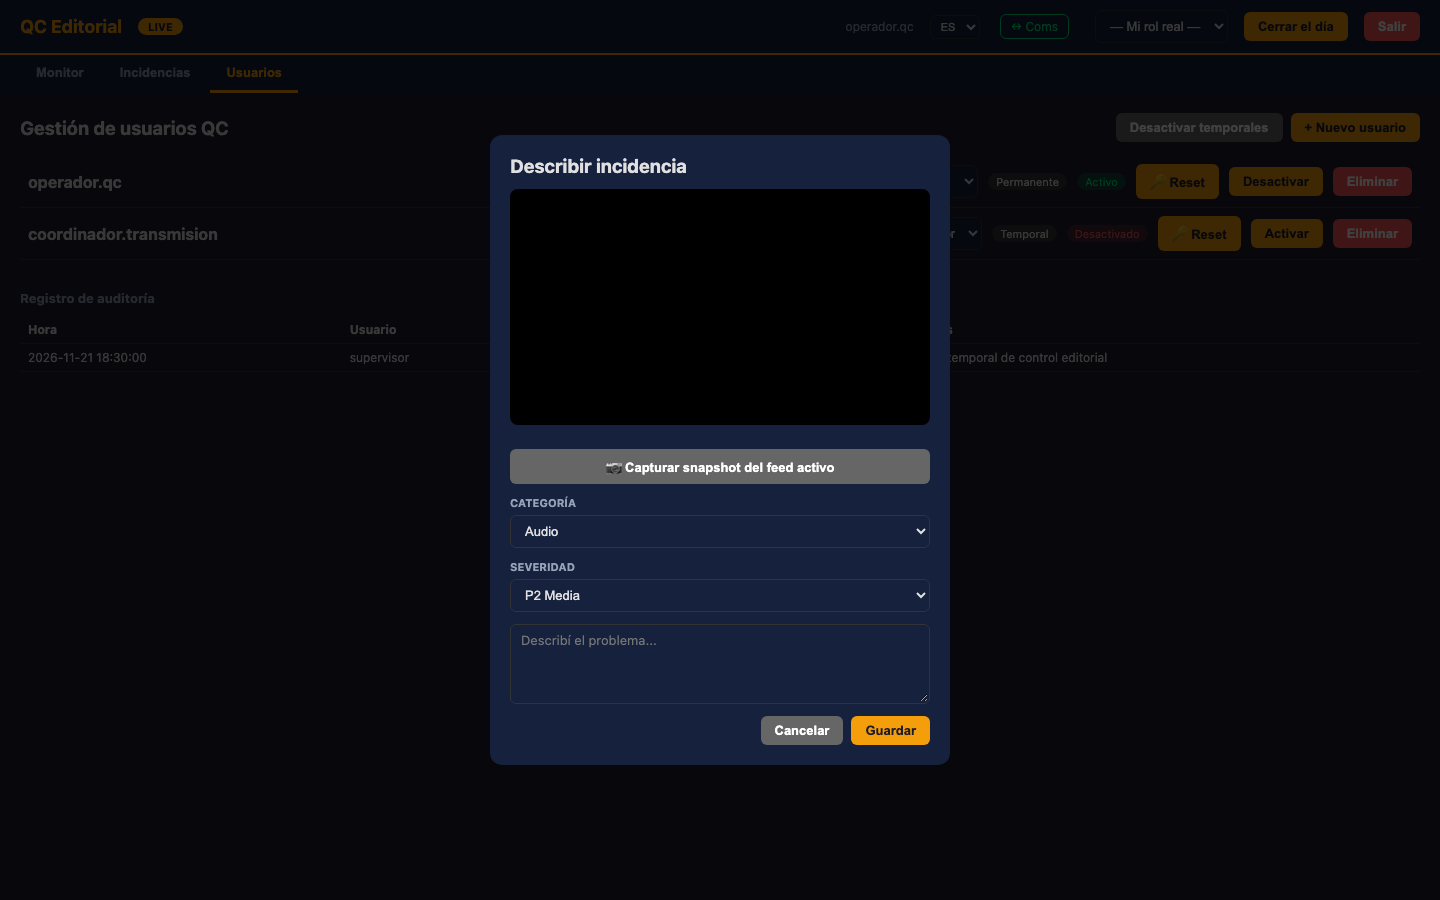 QC Editorial LIVE operador.qc ES ⇔ Coms — Mi rol real — Cerrar el día Salir
Monitor Incidencias Usuarios
Gestión de usuarios QC Desactivar temporales + Nuevo usuario
operador.qc Permanente Activo Reset Desactivar Eliminar
coordinador.transmision r Temporal Desactivado Reset Activar Eliminar
Registro de auditoría
Hora Usuario s
2026-11-21 18:30:00 supervisor temporal de control editorial
Describir incidencia
Capturar snapshot del feed activo
CATEGORÍA
Audio
SEVERIDAD
P2 Media
Describí el problema...
Cancelar Guardar